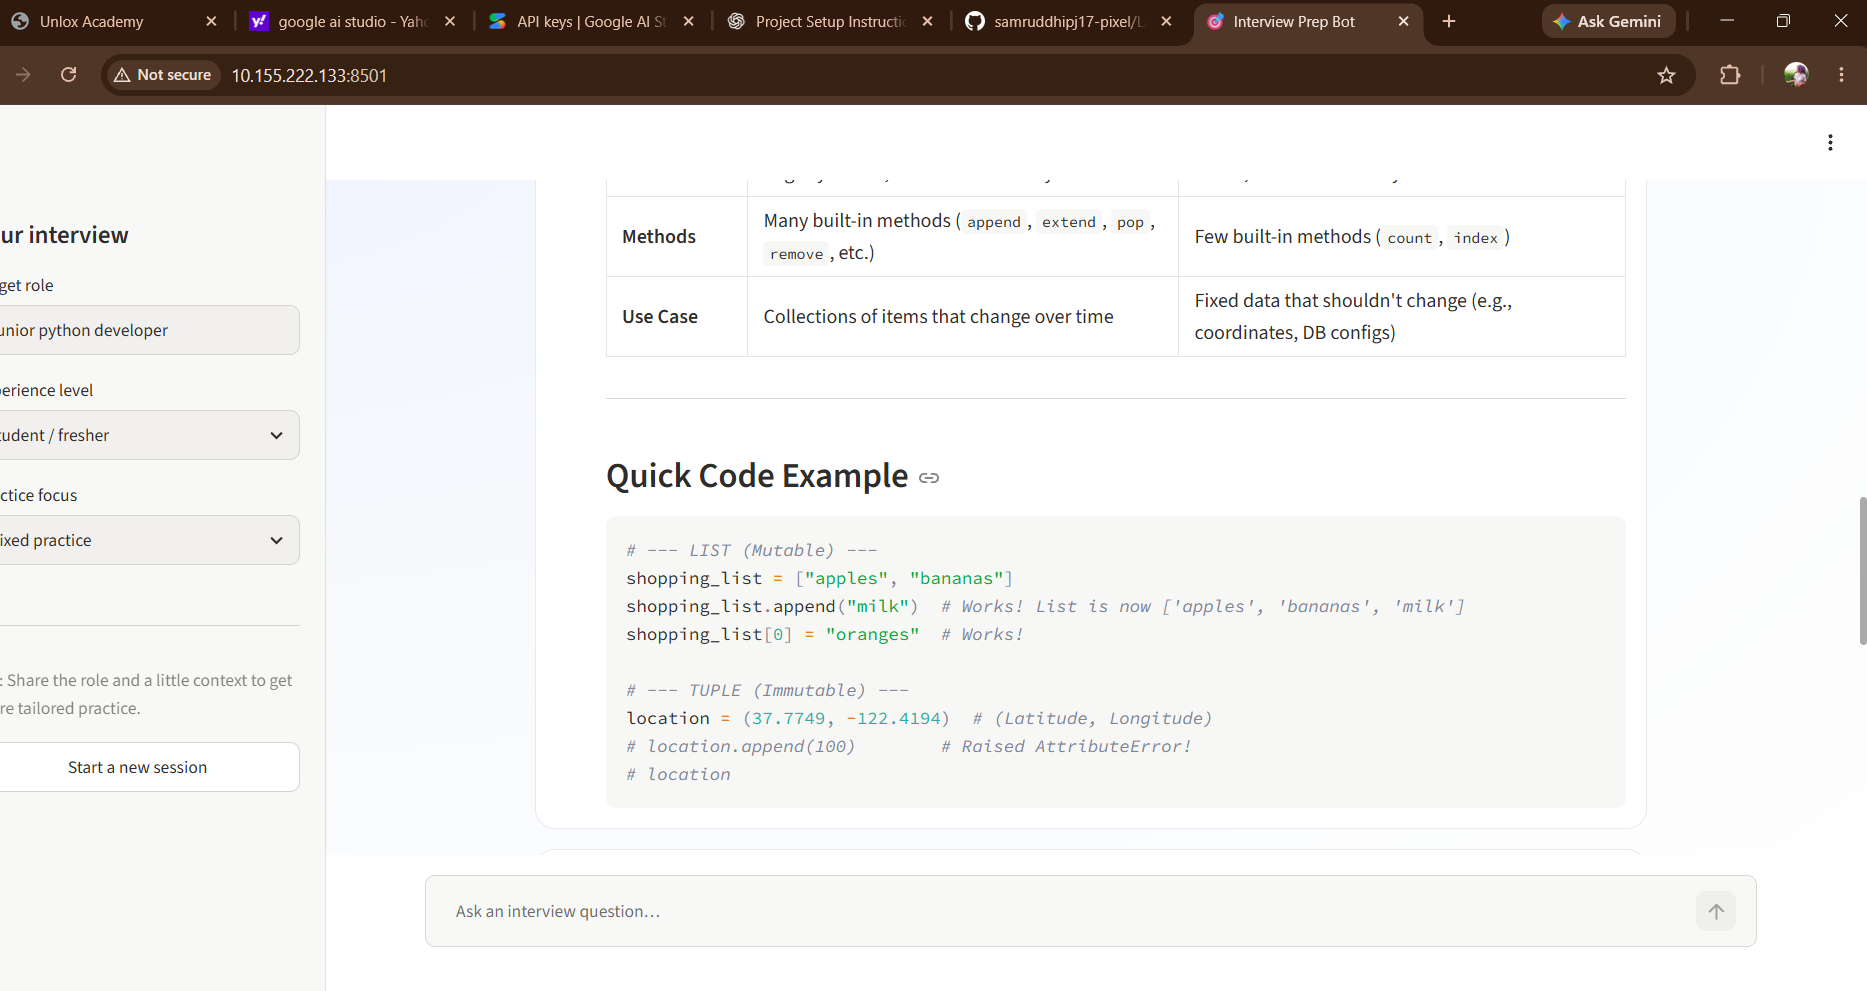 Unlox Academy
google ai studio - Yaho
API keys | Google AI St
Project Setup Instructio
samruddhipj17-pixel/L
Interview Prep Bot
Ask Gemini
Not secure
10.155.222.133:8501
ur interview
get role
unior python developer
perience level
tudent / fresher
ctice focus
ixed practice
: Share the role and a little context to get
re tailored practice.
Start a new session
Methods
Many built-in methods ( append , extend , pop ,
remove , etc.)
Few built-in methods ( count , index )
Use Case
Collections of items that change over time
Fixed data that shouldn't change (e.g.,
coordinates, DB configs)
Quick Code Example
# --- LIST (Mutable) ---
shopping_list = ["apples", "bananas"]
shopping_list.append("milk")  # Works! List is now ['apples', 'bananas', 'milk']
shopping_list[0] = "oranges"  # Works!
# --- TUPLE (Immutable) ---
location = (37.7749, -122.4194)  # (Latitude, Longitude)
# location.append(100)        # Raised AttributeError!
# location
Ask an interview question…